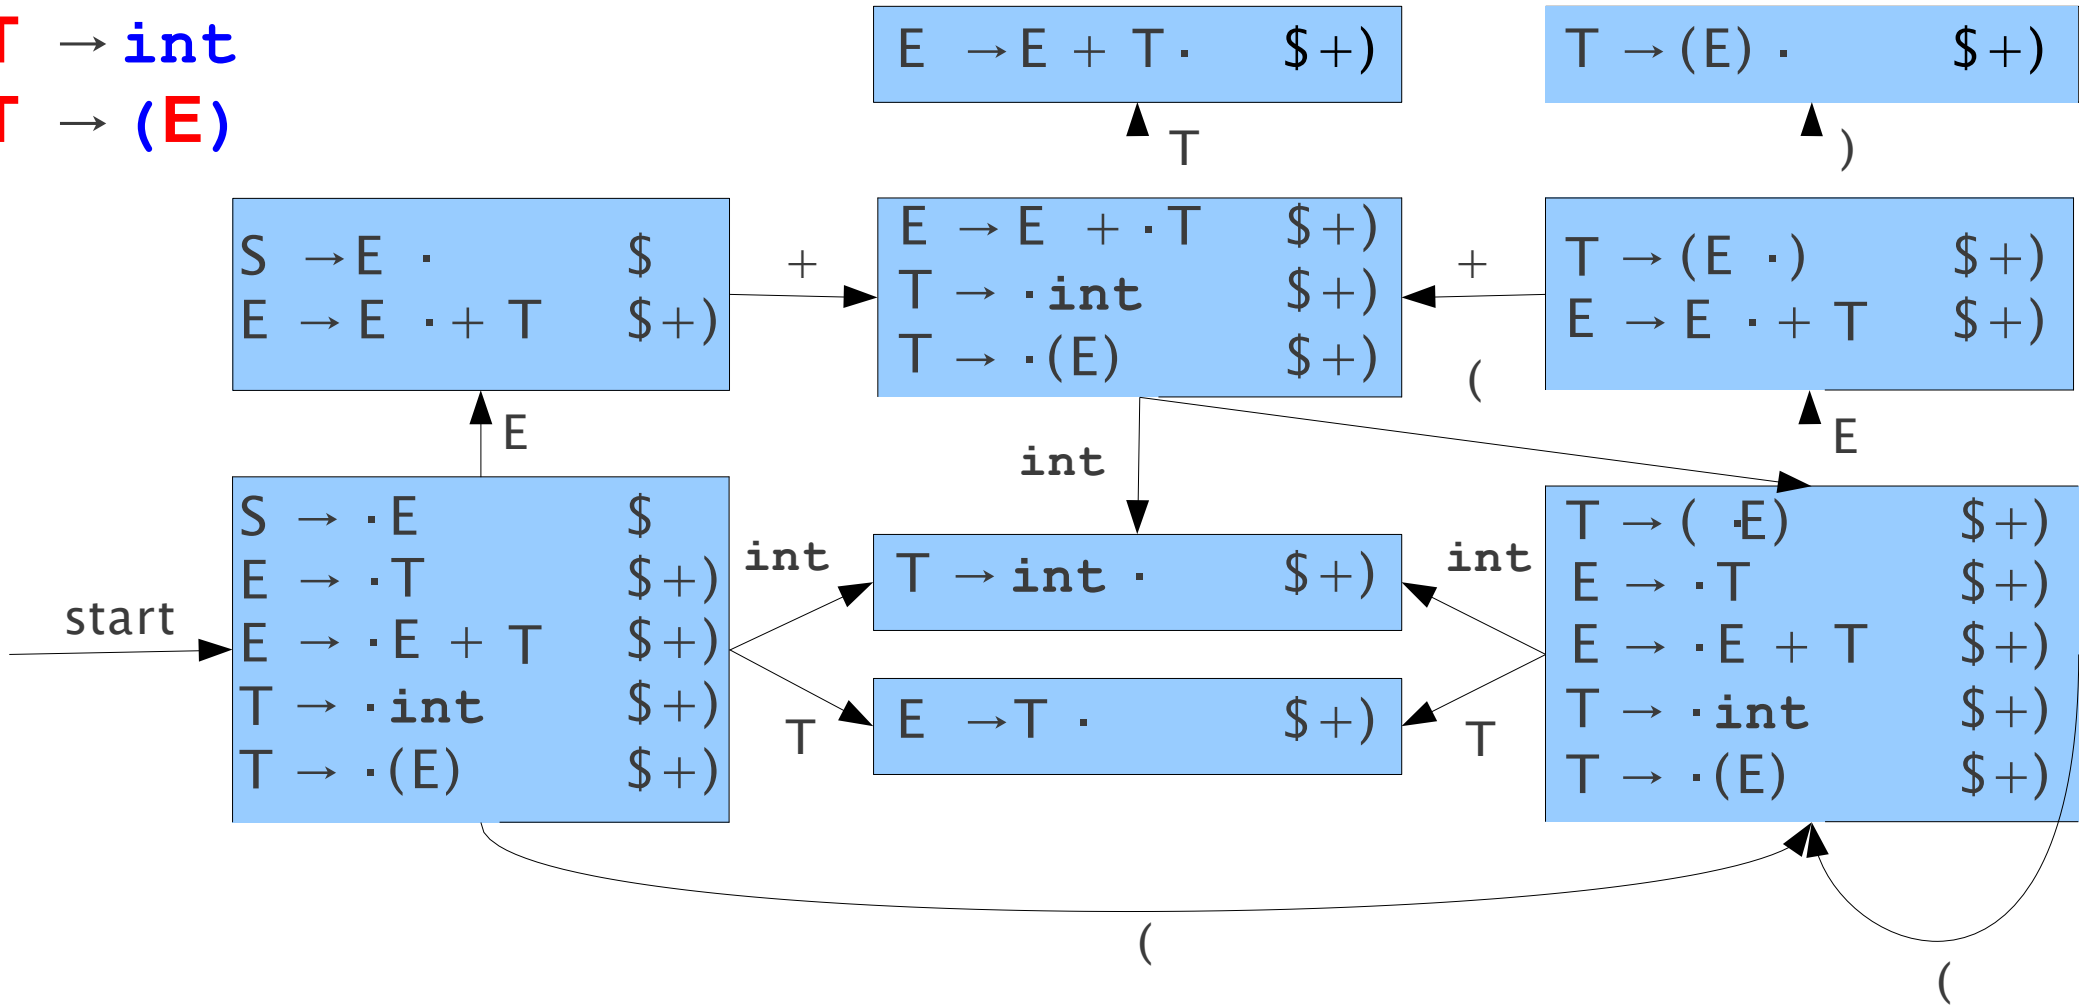 T → int
T → (E)
E → E + T · $+)
T → (E) · $+)
T
)
S → E · $
E → E · + T $+)
+
E → E + · T $+)
T → · int $+)
T → · (E) $+)
+
T → (E ·) $+)
E → E · + T $+)
(
E
int
E
start
S → · E $
E → · T $+)
E → · E + T $+)
T → · int $+)
T → · (E) $+)
int
T
T → int · $+)
E → T · $+)
int
T
T → ( · E) $+)
E → · T $+)
E → · E + T $+)
T → · int $+)
T → · (E) $+)
(
(